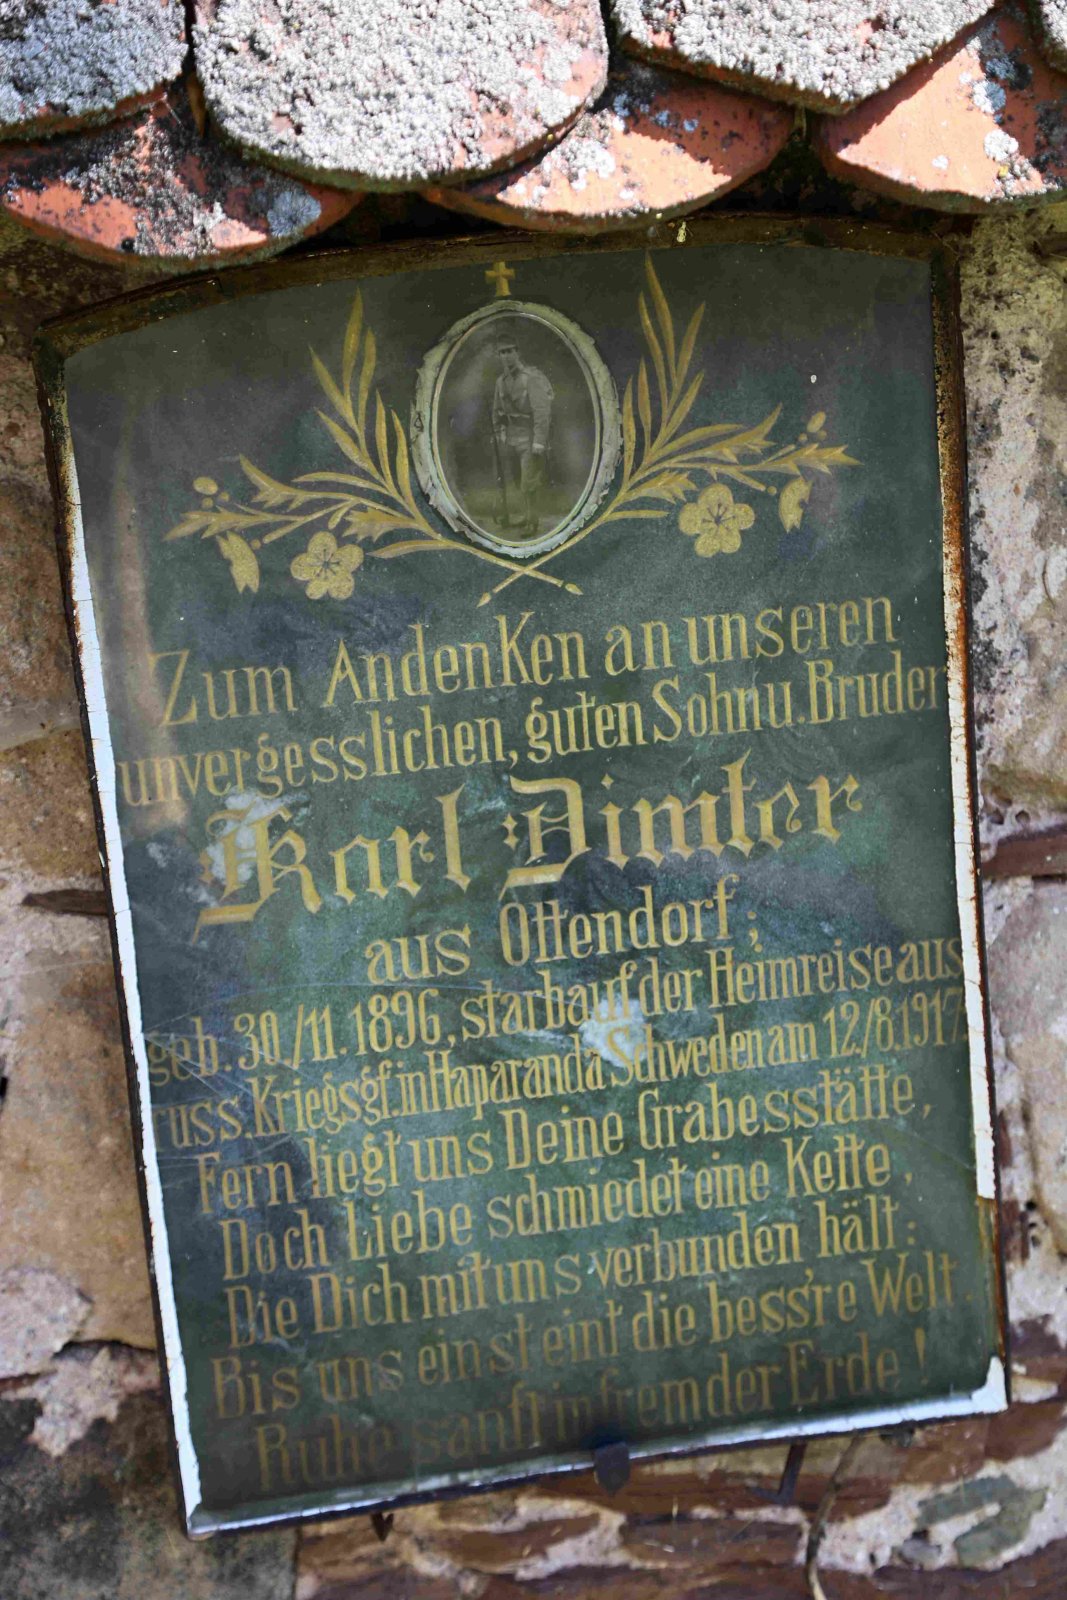 Zum Andenken an unseren
unvergesslichen, guten Sohn u. Bruder
Karl Dimter
aus Ottendorf;
geb. 30./11. 1896, starb auf der Heimreise aus
russ. Kriegsgf. in Haparanda Schweden am 12./8. 1917.
Fern liegt uns Deine Grabesstätte,
Doch Liebe schmiedet eine Kette,
Die Dich mit uns verbunden hält:
Bis uns einst eint die bess're Welt.
Ruhe sanft in fremder Erde!